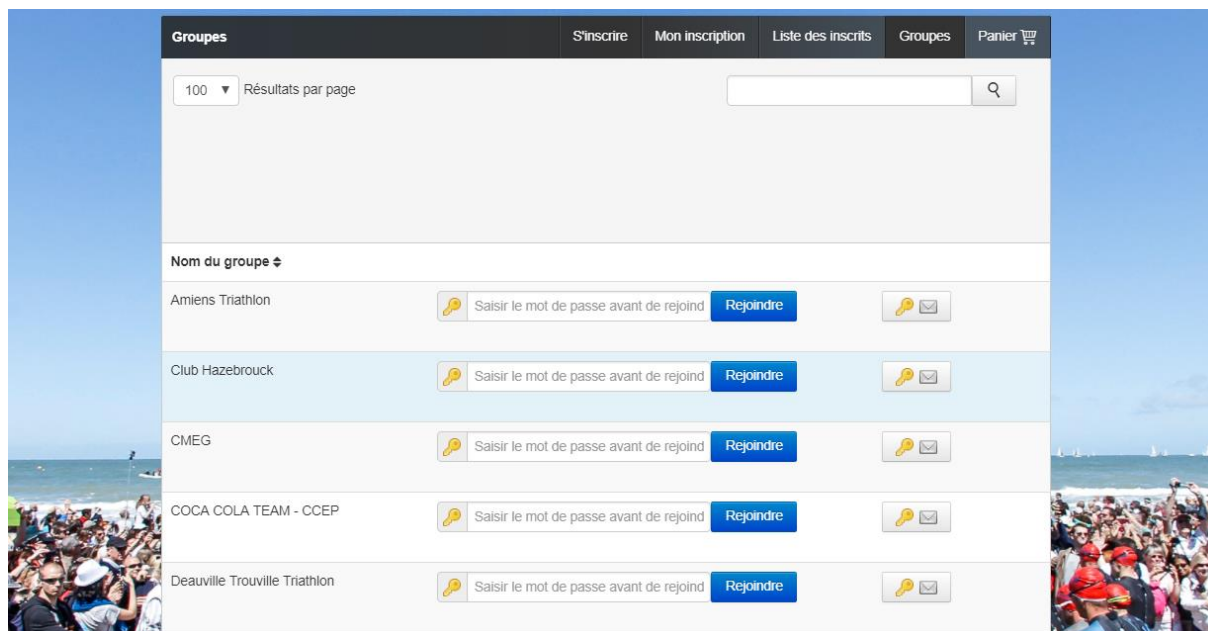 Groupes S'inscrire Mon inscription Liste des inscrits Groupes Panier
100 Résultats par page
Nom du groupe
Amiens Triathlon Saisir le mot de passe avant de rejoind Rejoindre
Club Hazebrouck Saisir le mot de passe avant de rejoind Rejoindre
CMEG Saisir le mot de passe avant de rejoind Rejoindre
COCA COLA TEAM - CCEP Saisir le mot de passe avant de rejoind Rejoindre
Deauville Trouville Triathlon Saisir le mot de passe avant de rejoind Rejoindre